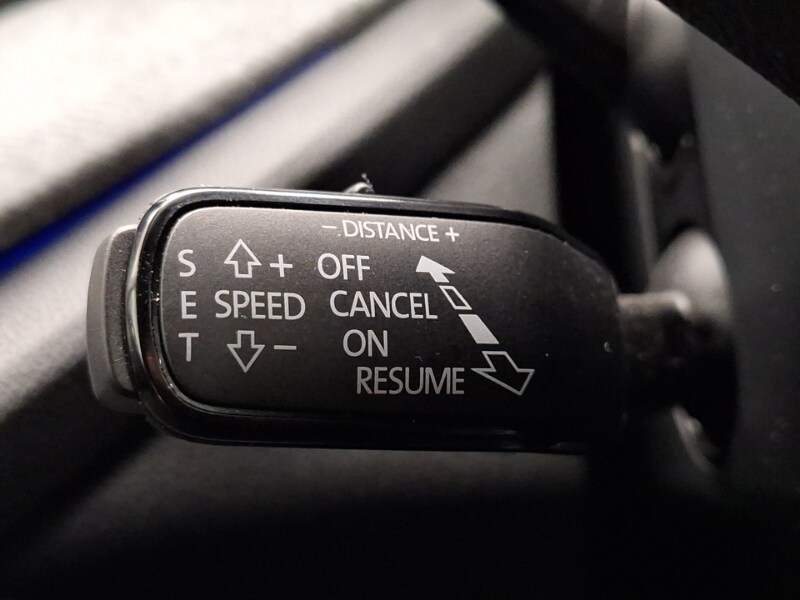 - DISTANCE +
S + OFF
E SPEED CANCEL
T - ON
RESUME